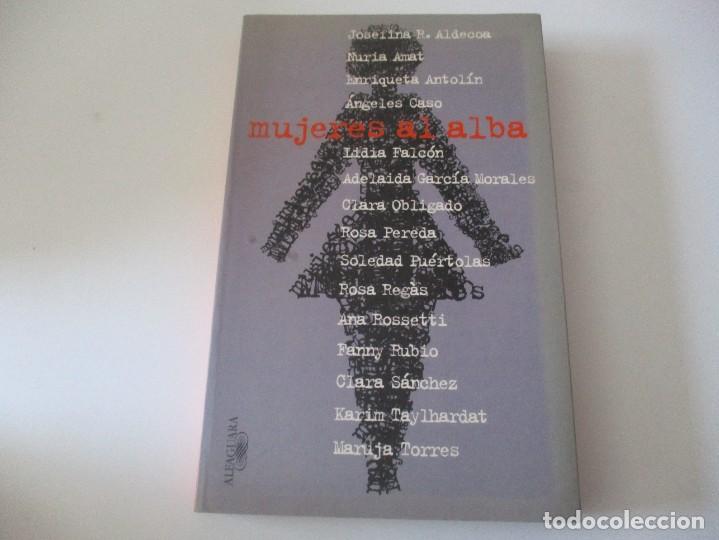 Josefina R. Aldecoa
Nuria Amat
Enriqueta Antolín
Ángeles Caso
mujeres al alba
Lidia Falcón
Adelaida García Morales
Clara Obligado
Rosa Pereda
Soledad Puértolas
Rosa Regàs
Ana Rossetti
Fanny Rubio
Clara Sánchez
Karim Taylhardat
Maruja Torres
ALFAGUARA
todocoleccion.net